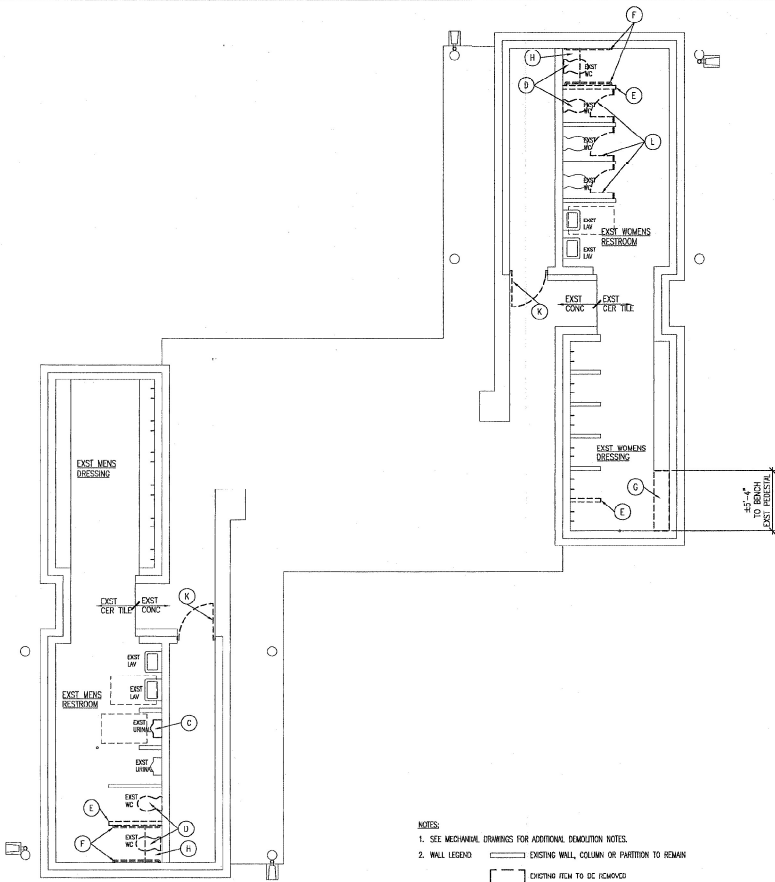 F
H
EXST
WC
D
E
EXST
WC
EXST
WC
L
EXST
WC
EXST
LAV
EXST WOMENS
RESTROOM
EXST
LAV
K
EXST
CONC
EXST
CER TILE
EXST MENS
DRESSING
EXST WOMENS
DRESSING
G
E
±5'-4"
TO BENCH
EXST PEDESTAL
K
EXST
CER TILE
EXST
CONC
EXST
LAV
EXST MENS
RESTROOM
EXST
LAV
EXST
URINAL
C
EXST
URINAL
E
EXST
WC
D
F
EXST
WC
H
NOTES:
1. SEE MECHANICAL DRAWINGS FOR ADDITIONAL DEMOLITION NOTES.
2. WALL LEGEND: EXISTING WALL, COLUMN OR PARTITION TO REMAIN
EXISTING ITEM TO BE REMOVED